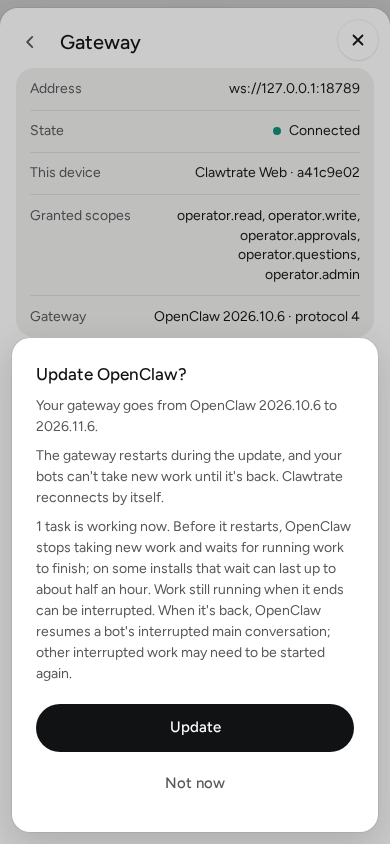 Gateway
Address ws://127.0.0.1:18789
State Connected
This device Clawtrate Web · a41c9e02
Granted scopes operator.read, operator.write,
operator.approvals,
operator.questions,
operator.admin
Gateway OpenClaw 2026.10.6 · protocol 4
Update OpenClaw?
Your gateway goes from OpenClaw 2026.10.6 to
2026.11.6.
The gateway restarts during the update, and your
bots can't take new work until it's back. Clawtrate
reconnects by itself.
1 task is working now. Before it restarts, OpenClaw
stops taking new work and waits for running work
to finish; on some installs that wait can last up to
about half an hour. Work still running when it ends
can be interrupted. When it's back, OpenClaw
resumes a bot's interrupted main conversation;
other interrupted work may need to be started
again.
Update
Not now